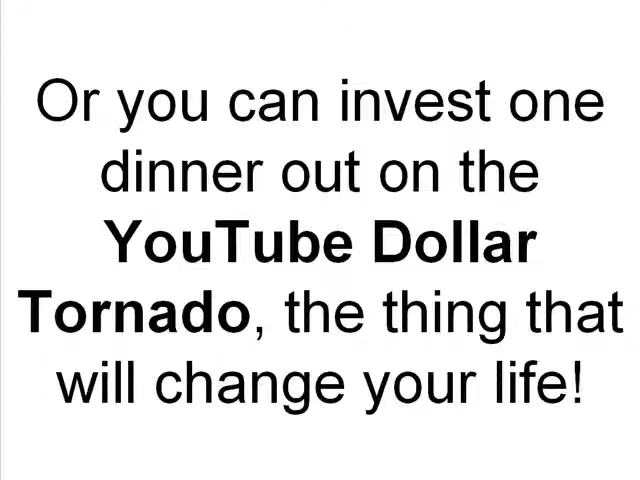 Or you can invest one
dinner out on the
YouTube Dollar
Tornado, the thing that
will change your life!